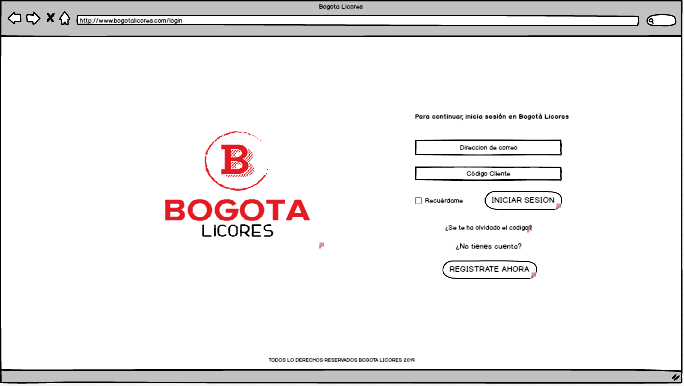 Bogota Licores
http://www.bogotalicores.com/login
Para continuar, inicia sesión en Bogotá Licores
B
BOGOTA
LICORES
Direccion de correo
Código Cliente
Recuérdame
INICIAR SESION
¿Se te ha olvidado el codigo?
¿No tienes cuenta?
REGISTRATE AHORA
TODOS LO DERECHOS RESERVADOS BOGOTA LICORES 2019